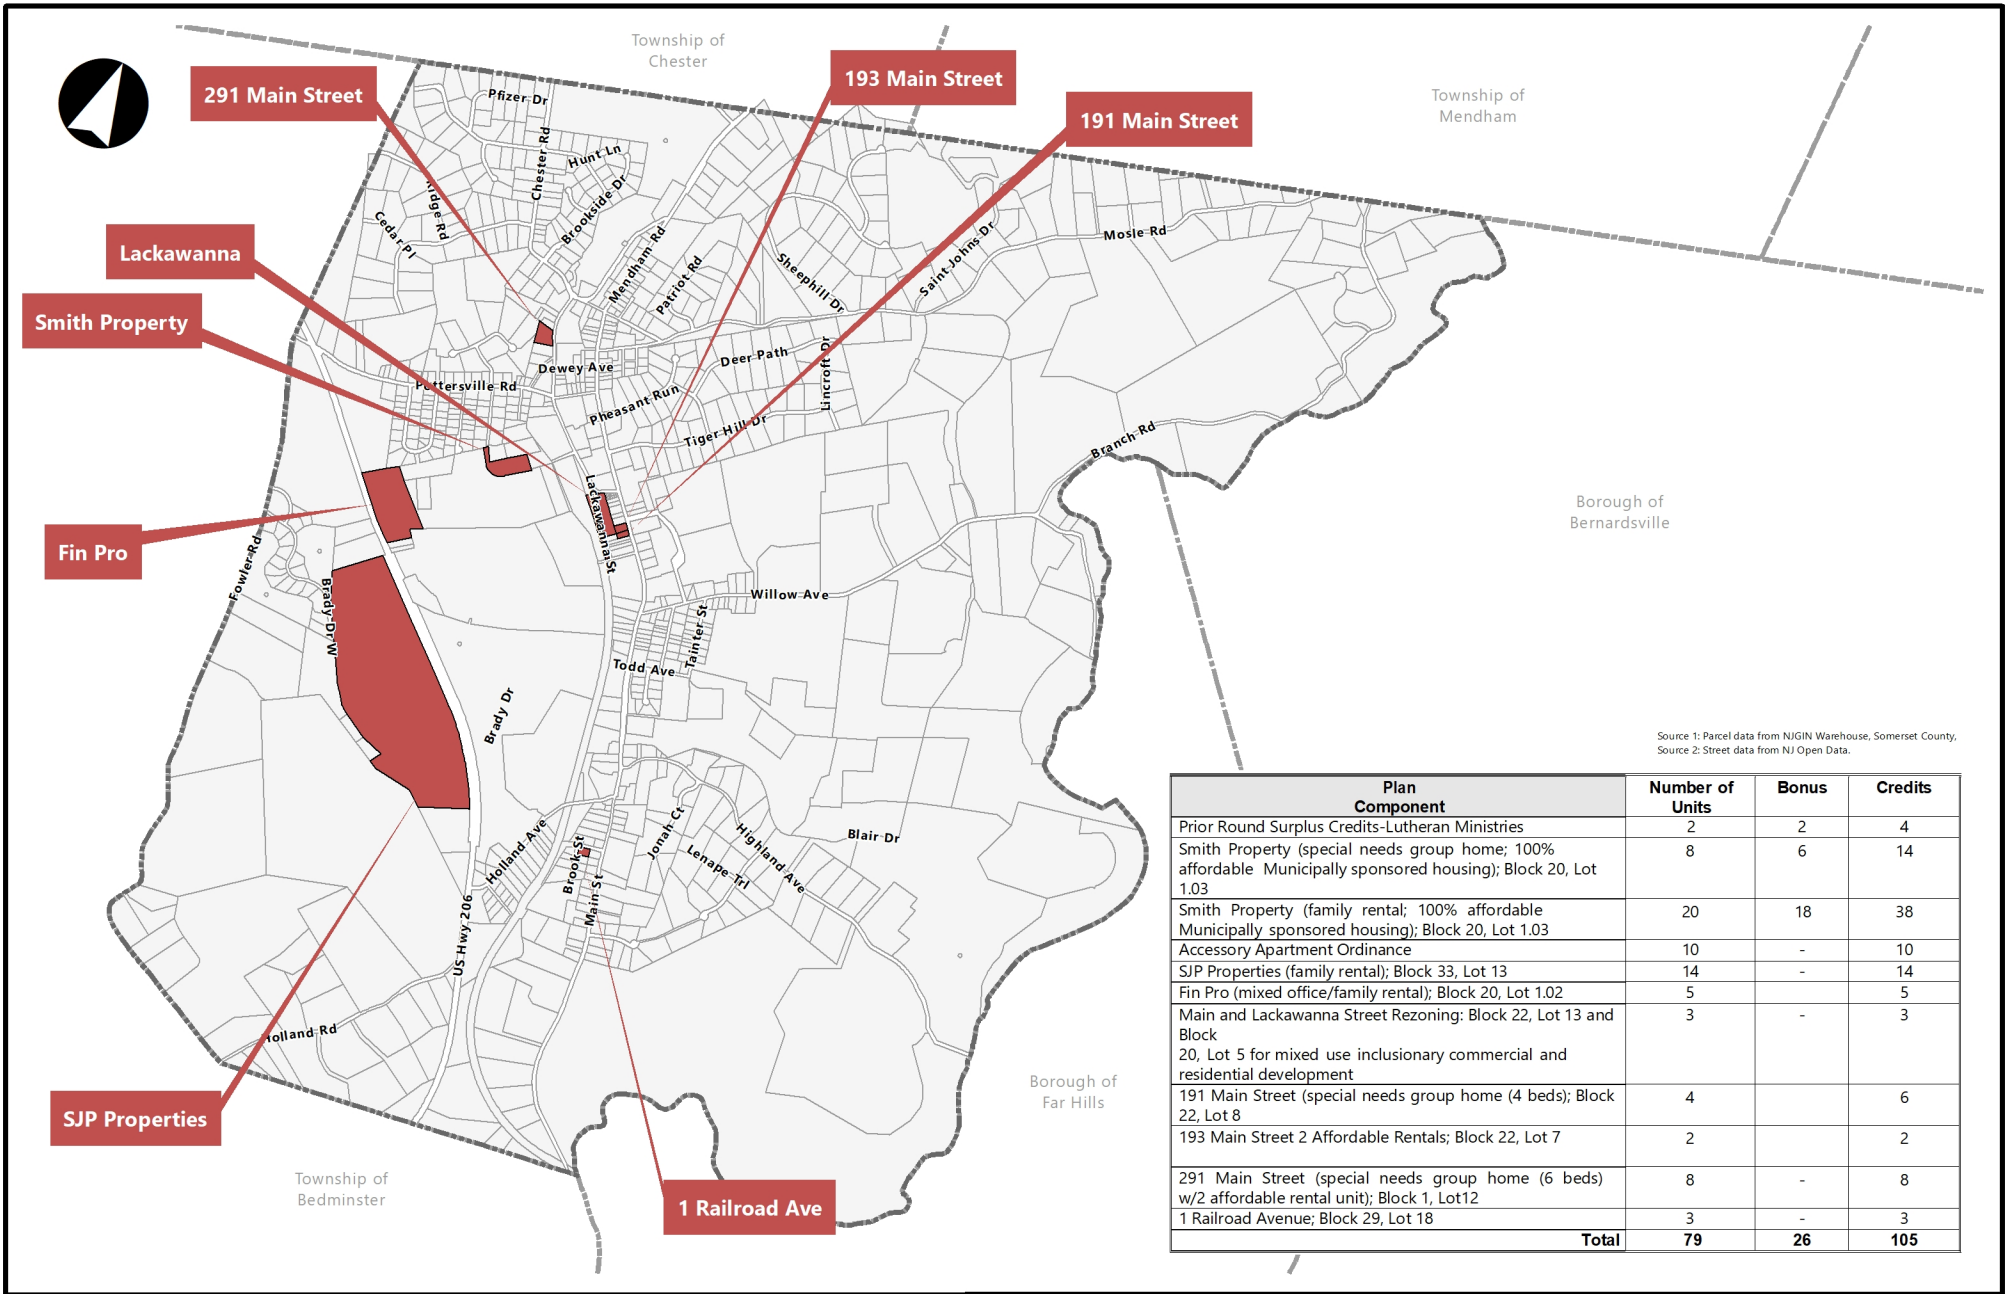 Township of
Chester
291 Main Street
193 Main Street
191 Main Street
Township of
Mendham
Lackawanna
Smith Property
Fin Pro
SJP Properties
1 Railroad Ave
Borough of
Bernardsville
Borough of
Far Hills
Township of
Bedminster
Pfizer Dr
Chester Rd
Hunt Ln
Ridge Rd
Brookside Dr
Cedar Pl
Mendham Rd
Patriot Rd
Sheephill Dr
Saint Johns Dr
Mosle Rd
Deer Path
Lincroft Dr
Dewey Ave
Pottersville Rd
Pheasant Run
Tiger Hill Dr
Branch Rd
Lackawanna St
Fowler Rd
Brady Dr W
Willow Ave
Tainter St
Todd Ave
Brady Dr
Holland Ave
Brook St
Main St
Jonah Ct
Lenape Trl
Highland Ave
Blair Dr
US Hwy 206
Holland Rd
Source 1: Parcel data from NJGIN Warehouse, Somerset County,
Source 2: Street data from NJ Open Data.
Plan Component Number of Units Bonus Credits
Prior Round Surplus Credits-Lutheran Ministries 2 2 4
Smith Property (special needs group home; 100% 8 6 14
affordable Municipally sponsored housing); Block 20, Lot
1.03
Smith Property (family rental; 100% affordable 20 18 38
Municipally sponsored housing); Block 20, Lot 1.03
Accessory Apartment Ordinance 10 - 10
SJP Properties (family rental); Block 33, Lot 13 14 - 14
Fin Pro (mixed office/family rental); Block 20, Lot 1.02 5 5
Main and Lackawanna Street Rezoning: Block 22, Lot 13 and 3 - 3
Block
20, Lot 5 for mixed use inclusionary commercial and
residential development
191 Main Street (special needs group home (4 beds); Block 4 6
22, Lot 8
193 Main Street 2 Affordable Rentals; Block 22, Lot 7 2 2
291 Main Street (special needs group home (6 beds) 8 - 8
w/2 affordable rental unit); Block 1, Lot12
1 Railroad Avenue; Block 29, Lot 18 3 - 3
Total 79 26 105